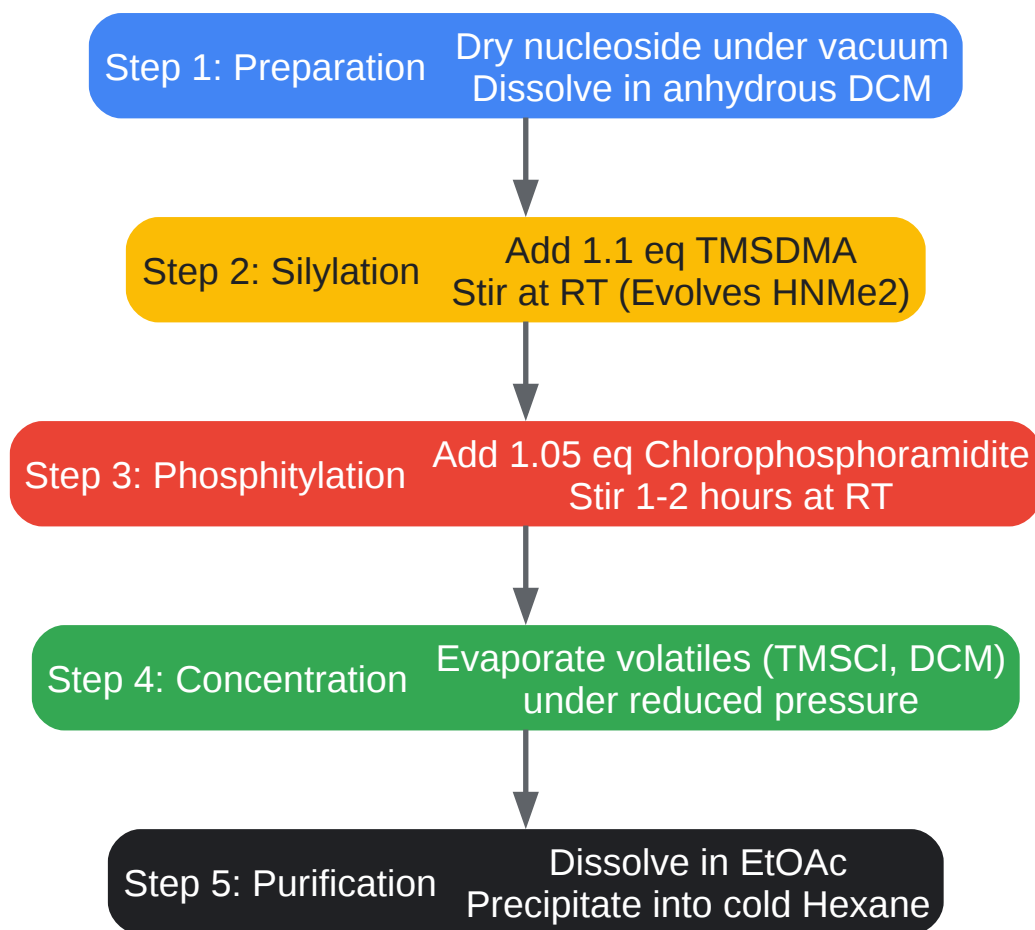 Step 1: Preparation
Dry nucleoside under vacuum
Dissolve in anhydrous DCM
Step 2: Silylation
Add 1.1 eq TMSDMA
Stir at RT (Evolves HNMe2)
Step 3: Phosphitylation
Add 1.05 eq Chlorophosphoramidite
Stir 1-2 hours at RT
Step 4: Concentration
Evaporate volatiles (TMSCl, DCM)
under reduced pressure
Step 5: Purification
Dissolve in EtOAc
Precipitate into cold Hexane